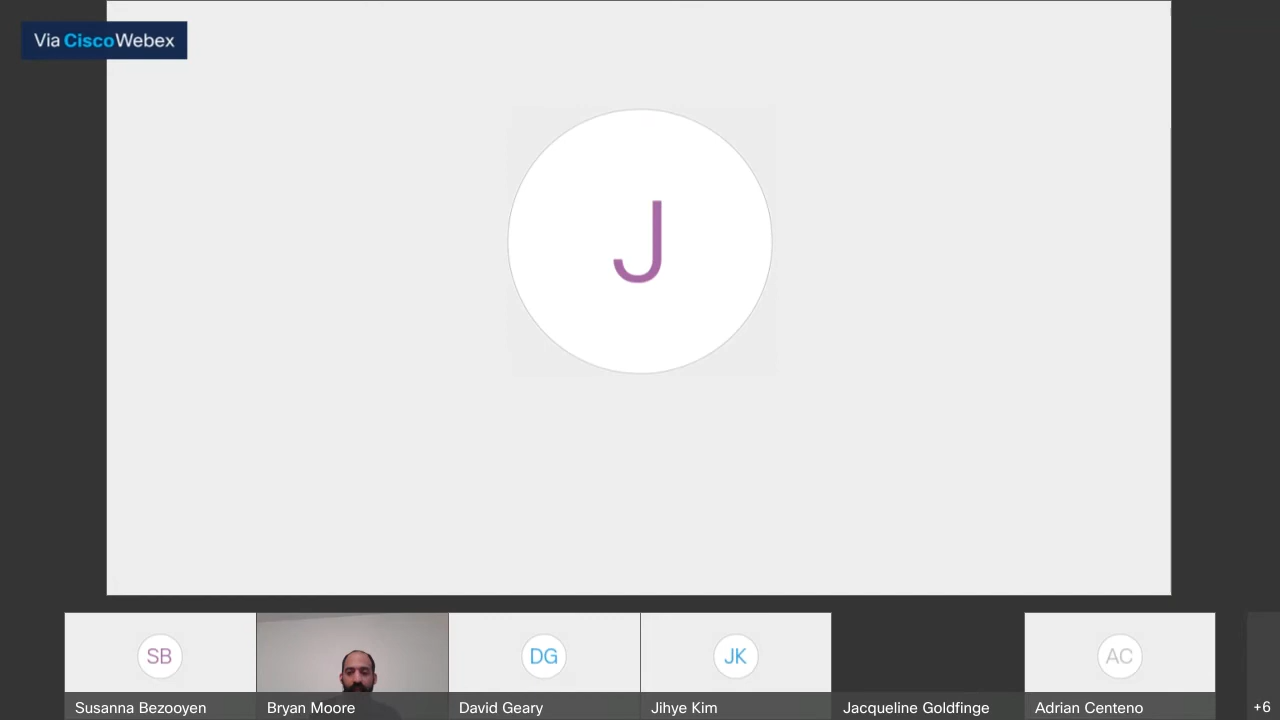 Via CiscoWebex
J
SB
DG
JK
AC
Susanna Bezooyen
Bryan Moore
David Geary
Jihye Kim
Jacqueline Goldfinge
Adrian Centeno
+6